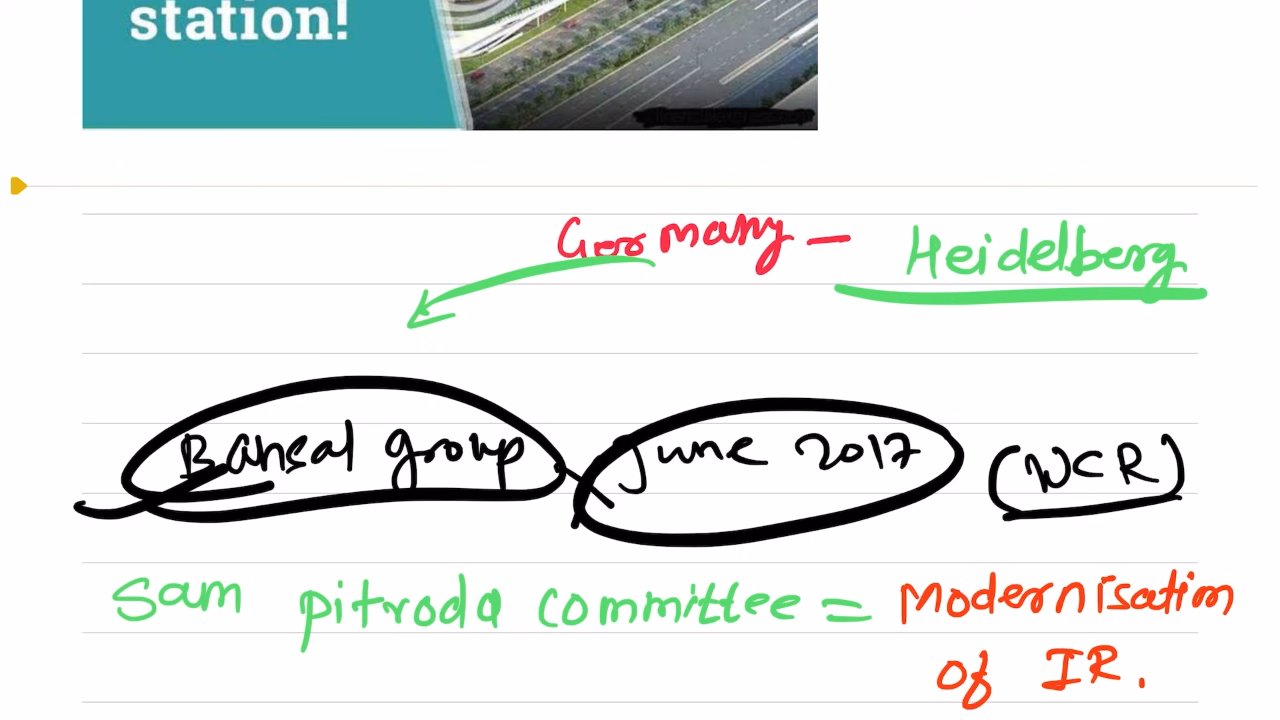 station!
Germany - Heidelberg
Bansal group June 2017 (WCR)
Sam pitroda committee = Modernisation
of IR.